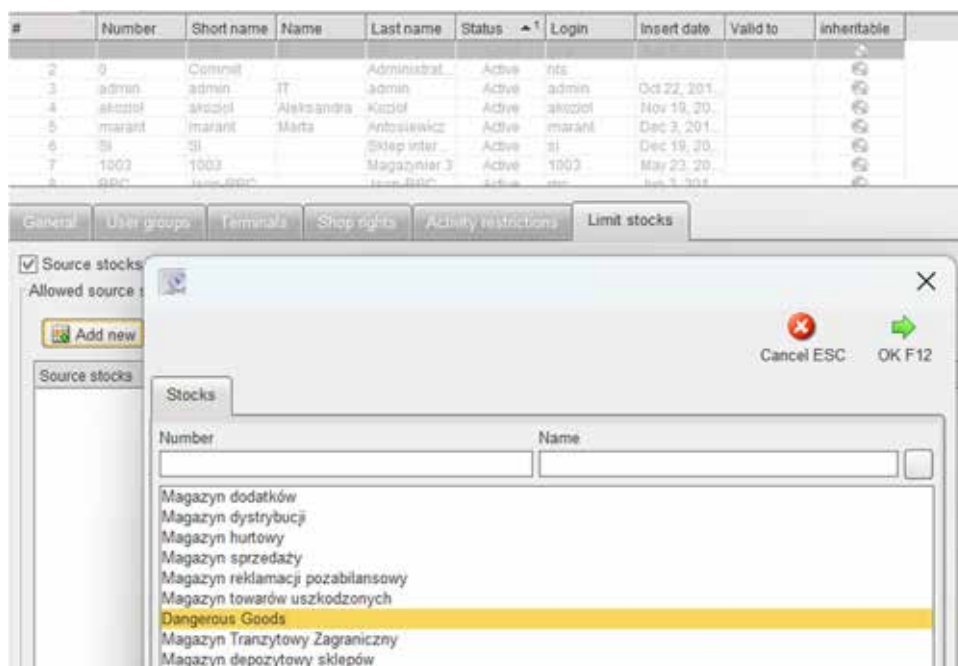 # Number Short name Name Last name Status 1 Login Insert date Valid to inheritable
2 0 Commit Administrat... Active nts
3 admin admin IT admin Active admin Oct 22, 201...
4 akoziol akoziol Aleksandra Koziol Active akoziol Nov 19, 20...
5 marant marant Marta Antosiewicz Active marant Dec 3, 201...
6 SI SI Sklep inter... Active si Dec 19, 20...
7 1003 1003 Magazynier 3 Active 1003 May 23, 20...
General User groups Terminals Shop rights Activity restrictions Limit stocks
Source stocks
Allowed source
Add new
Cancel ESC OK F12
Source stocks
Stocks
Number Name
Magazyn dodatków
Magazyn dystrybucji
Magazyn hurtowy
Magazyn sprzedaży
Magazyn reklamacji pozabilansowy
Magazyn towarów uszkodzonych
Dangerous Goods
Magazyn Tranzytowy Zagraniczny
Magazyn depozytowy sklepów